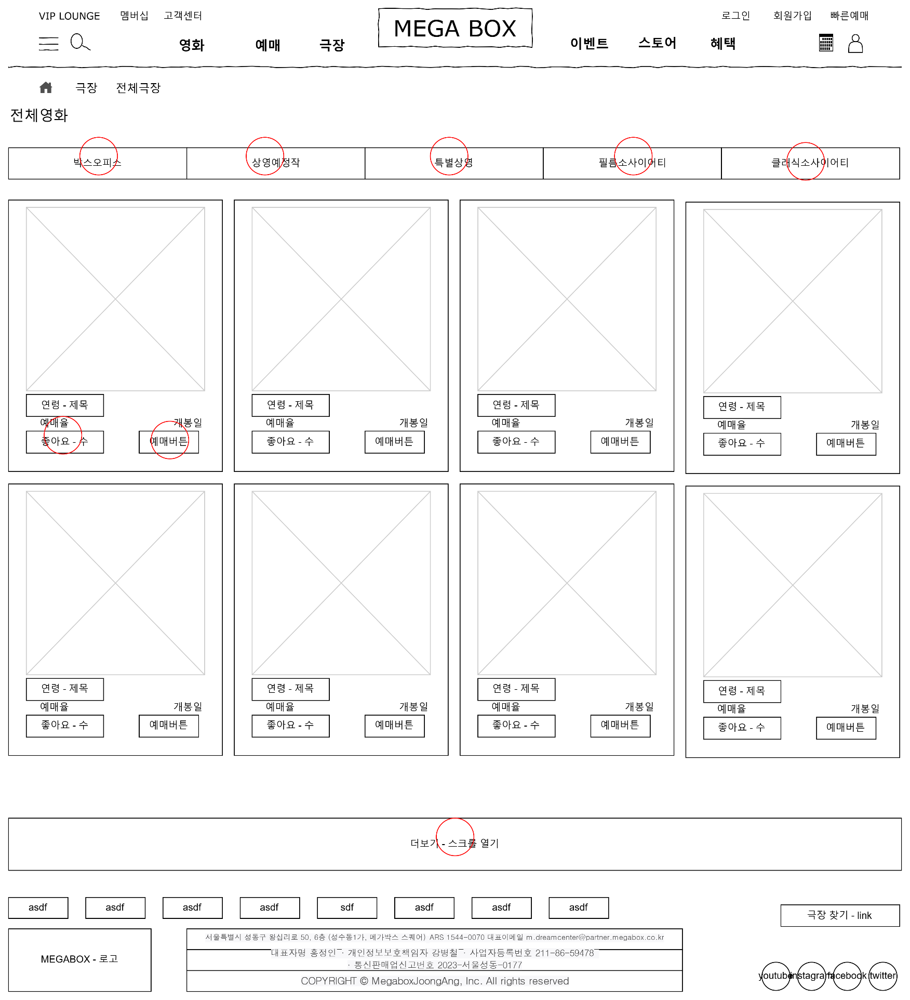 VIP LOUNGE 멤버십 고객센터 MEGA BOX 로그인 회원가입 빠른예매
영화 예매 극장 이벤트 스토어 혜택
극장 전체극장
전체영화
박스오피스 상영예정작 특별상영 필름소사이어티 클래식소사이어티
연령 - 제목 연령 - 제목 연령 - 제목 연령 - 제목
예매율 개봉일 예매율 개봉일 예매율 개봉일 예매율 개봉일
좋아요 - 수 예매버튼 좋아요 - 수 예매버튼 좋아요 - 수 예매버튼 좋아요 - 수 예매버튼
연령 - 제목 연령 - 제목 연령 - 제목 연령 - 제목
예매율 개봉일 예매율 개봉일 예매율 개봉일 예매율 개봉일
좋아요 - 수 예매버튼 좋아요 - 수 예매버튼 좋아요 - 수 예매버튼 좋아요 - 수 예매버튼
더보기 - 스크롤 열기
asdf asdf asdf asdf sdf asdf asdf asdf
극장 찾기 - link
MEGABOX - 로고
서울특별시 성동구 왕십리로 50, 6층 (성수동1가, 메가박스 스퀘어) ARS 1544-0070 대표이메일 m.dreamcenter@partner.megabox.co.kr
대표자명 홍정인 · 개인정보보호책임자 강병철 · 사업자등록번호 211-86-59478
· 통신판매업신고번호 2023-서울성동-0177
COPYRIGHT © MegaboxJoongAng, Inc. All rights reserved
youtube instagram facebook twitter